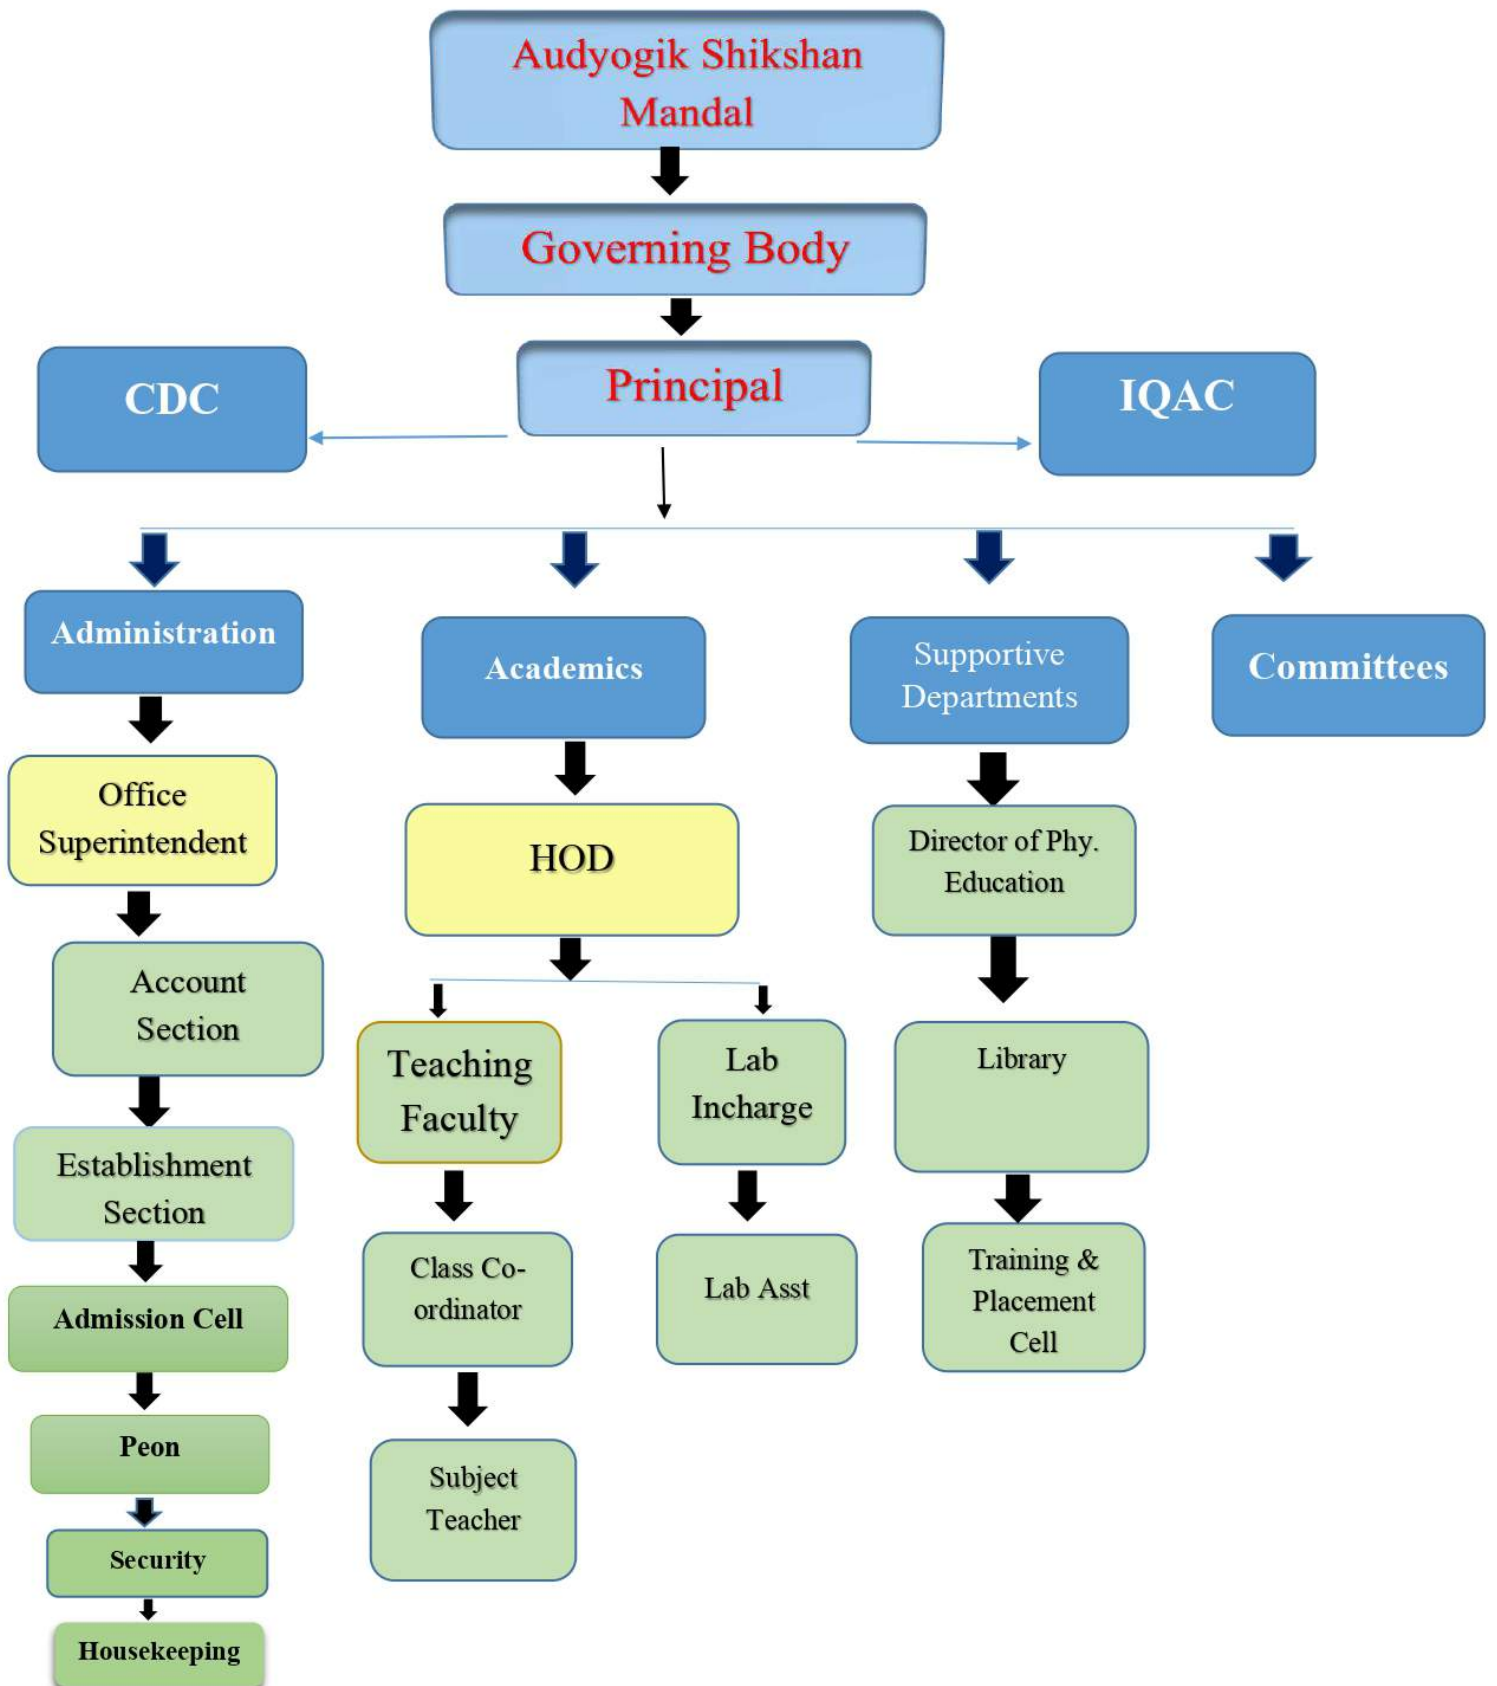 Audyogik Shikshan
Mandal
Governing Body
Principal
CDC
IQAC
Administration
Academics
Supportive
Departments
Committees
Office
Superintendent
HOD
Director of Phy.
Education
Account
Section
Teaching
Faculty
Lab
Incharge
Library
Establishment
Section
Class Co-
ordinator
Lab Asst
Training &
Placement
Cell
Admission Cell
Peon
Subject
Teacher
Security
Housekeeping